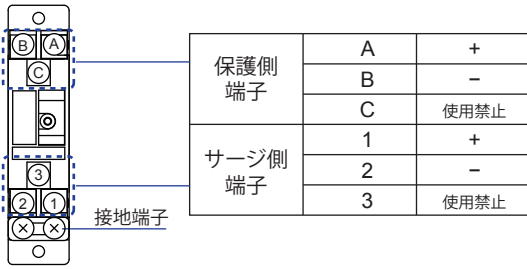 B A
C
3
2 1
接地端子
保護側
端子
A +
B −
C 使用禁止
サージ側
端子
1 +
2 −
3 使用禁止